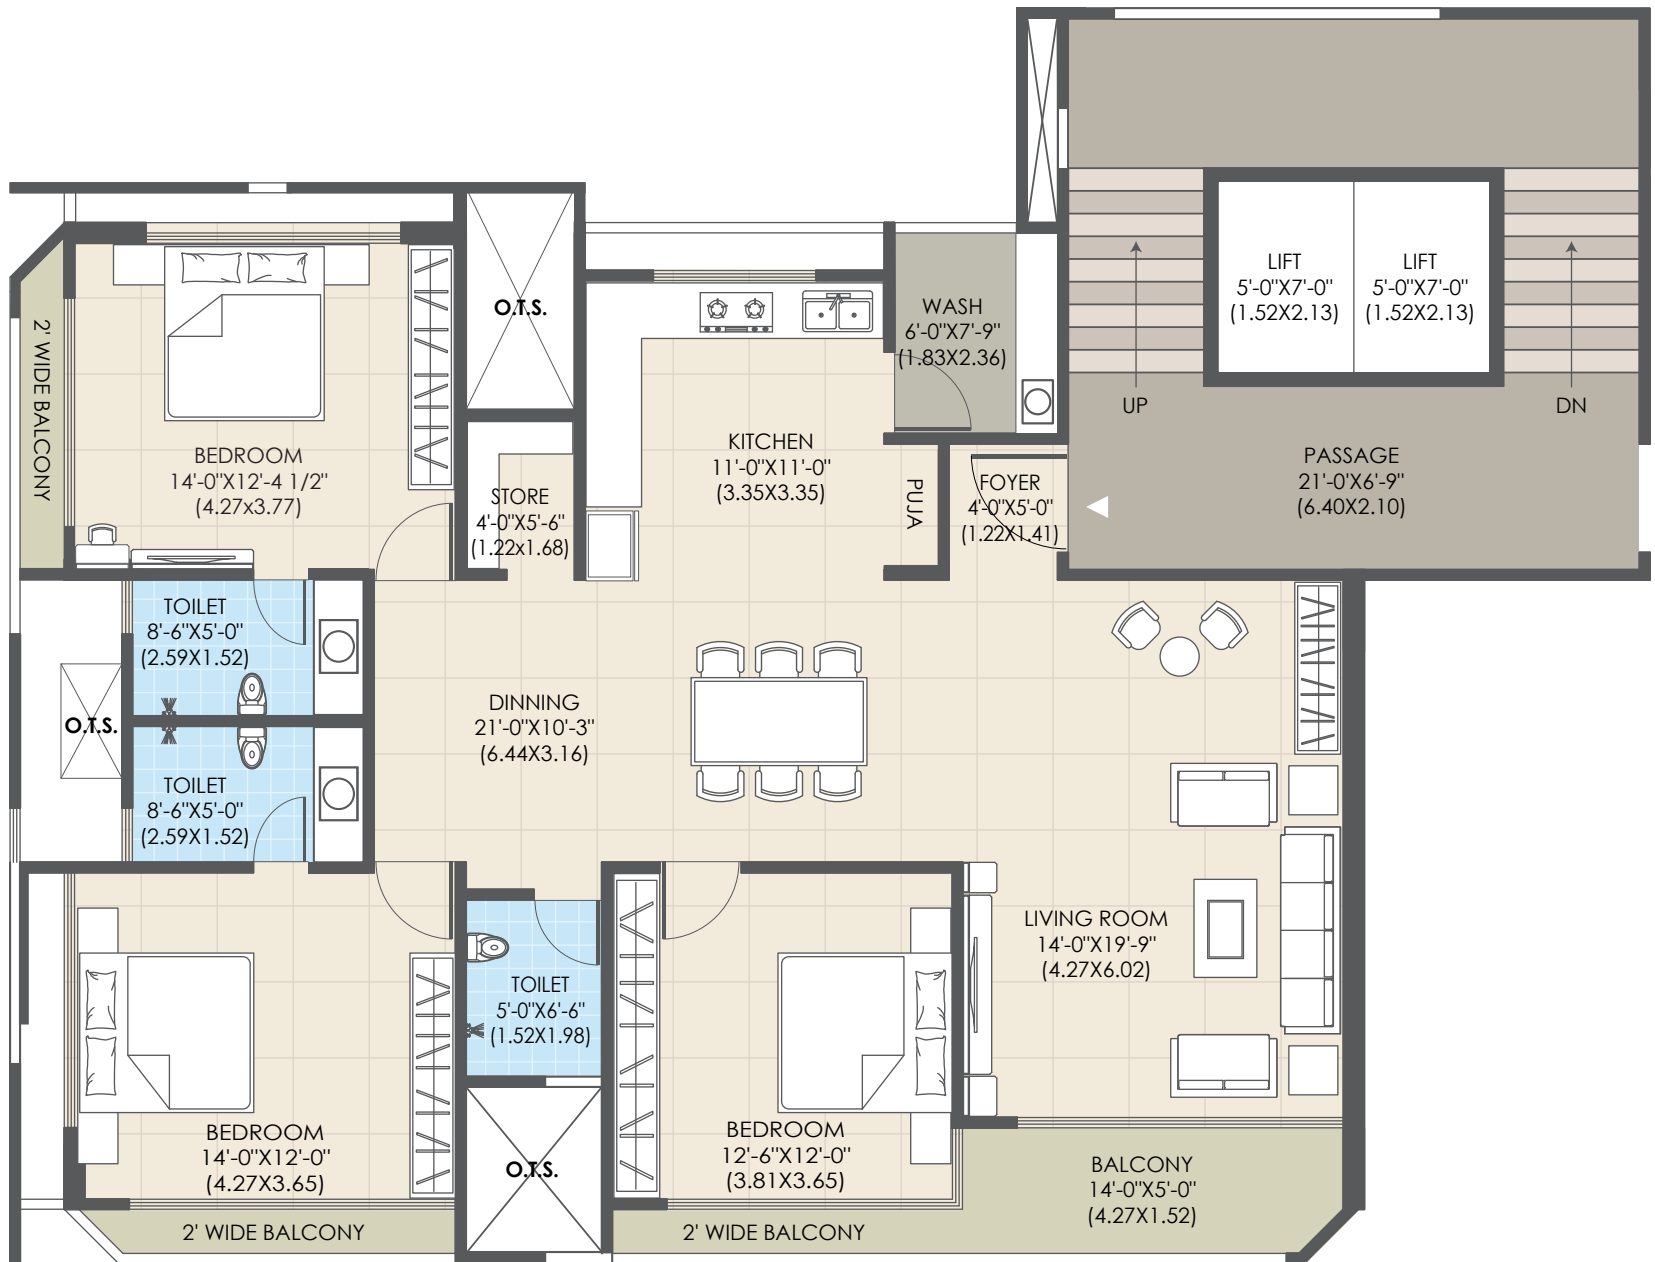 LIFT
5'-0"X7'-0"
(1.52X2.13)
LIFT
5'-0"X7'-0"
(1.52X2.13)
UP
DN
PASSAGE
21'-0'X6'-9"
(6.40X2.10)
O.T.S.
WASH
6'-0"X7'-9"
(1.83X2.36)
2' WIDE BALCONY
BEDROOM
14'-0"X12'-4 1/2"
(4.27x3.77)
STORE
4'-0"X5'-6"
(1.22x1.68)
KITCHEN
11'-0"X11'-0"
(3.35X3.35)
PUJA
FOYER
4'-0"X5'-0"
(1.22X1.41)
TOILET
8'-6"X5'-0"
(2.59X1.52)
O.T.S.
TOILET
8'-6"X5'-0"
(2.59X1.52)
DINNING
21'-0"X10'-3"
(6.44X3.16)
LIVING ROOM
14'-0"X19'-9"
(4.27X6.02)
TOILET
5'-0"X6'-6"
(1.52X1.98)
BEDROOM
14'-0"X12'-0"
(4.27X3.65)
O.T.S.
BEDROOM
12'-6"X12'-0"
(3.81X3.65)
BALCONY
14'-0"X5'-0"
(4.27X1.52)
2' WIDE BALCONY
2' WIDE BALCONY